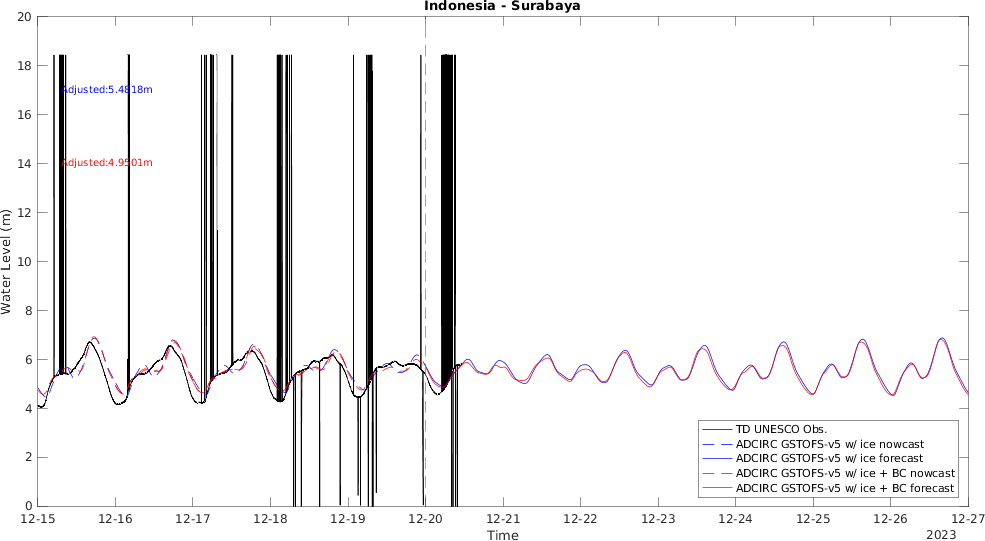 Indonesia - Surabaya
20
18
16
14
12
10
8
6
4
2
0
Water Level (m)
Adjusted:5.4818m
Adjusted:4.9501m
TD UNESCO Obs.
ADCIRC GSTOFS-v5 w/ ice nowcast
ADCIRC GSTOFS-v5 w/ ice forecast
ADCIRC GSTOFS-v5 w/ ice + BC nowcast
ADCIRC GSTOFS-v5 w/ ice + BC forecast
12-15 12-16 12-17 12-18 12-19 12-20 12-21 12-22 12-23 12-24 12-25 12-26 12-27
Time
2023